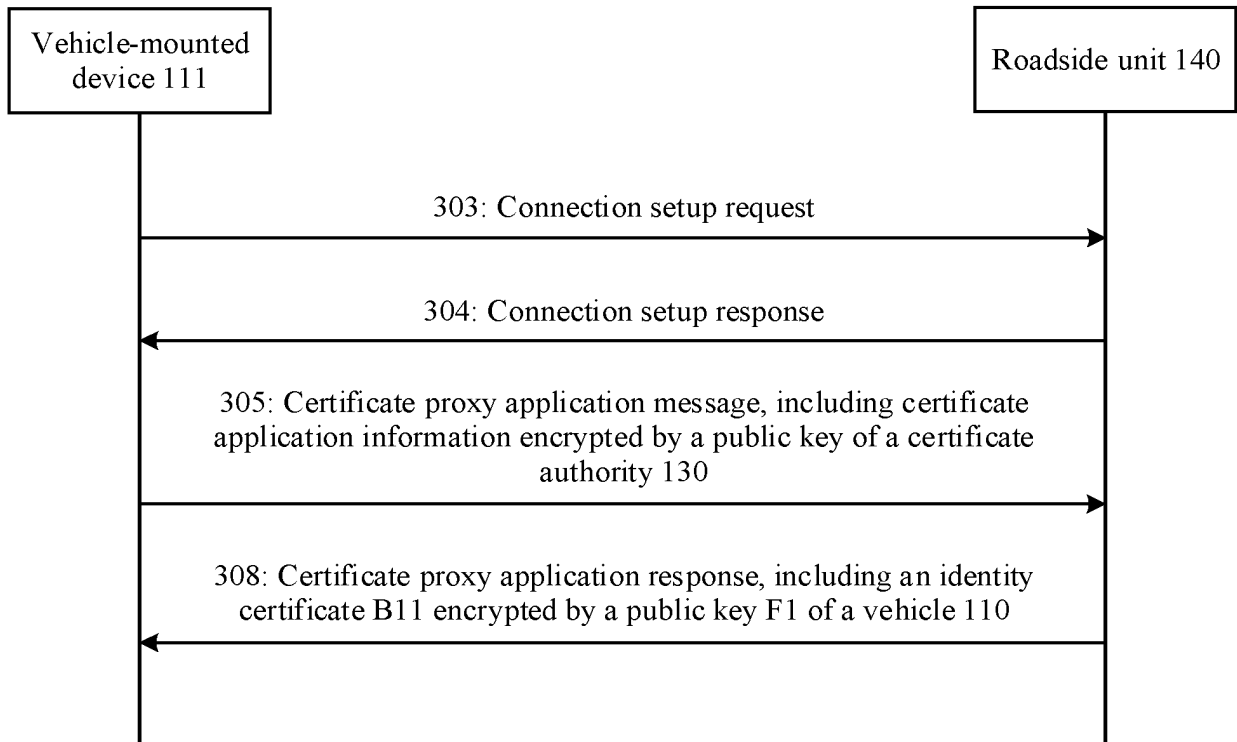 Vehicle-mounted
device 111
Roadside unit 140
303: Connection setup request
304: Connection setup response
305: Certificate proxy application message, including certificate
application information encrypted by a public key of a certificate
authority 130
308: Certificate proxy application response, including an identity
certificate B11 encrypted by a public key F1 of a vehicle 110